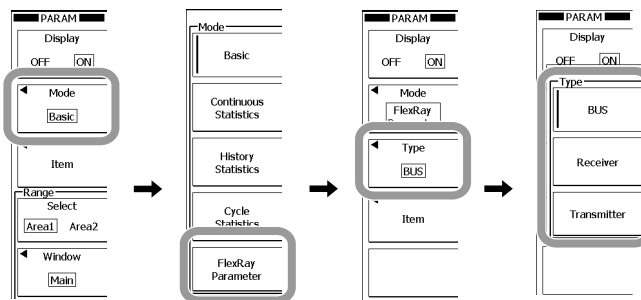 PARAM
Display
OFF ON
Mode
Basic
Item
Range
Select
Area1 Area2
Window
Main
Mode
Basic
Continuous
Statistics
History
Statistics
Cycle
Statistics
FlexRay
Parameter
PARAM
Display
OFF ON
Mode
FlexRay
Type
BUS
Item
PARAM
Display
OFF ON
Type
BUS
Receiver
Transmitter